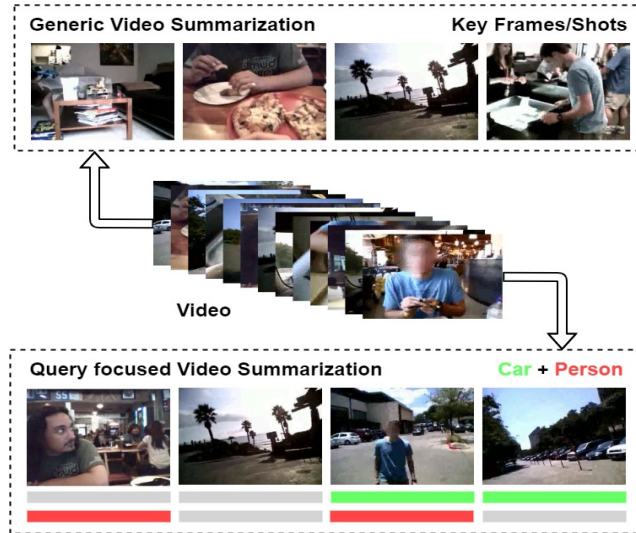 Generic Video Summarization Key Frames/Shots
Video
Query focused Video Summarization Car + Person